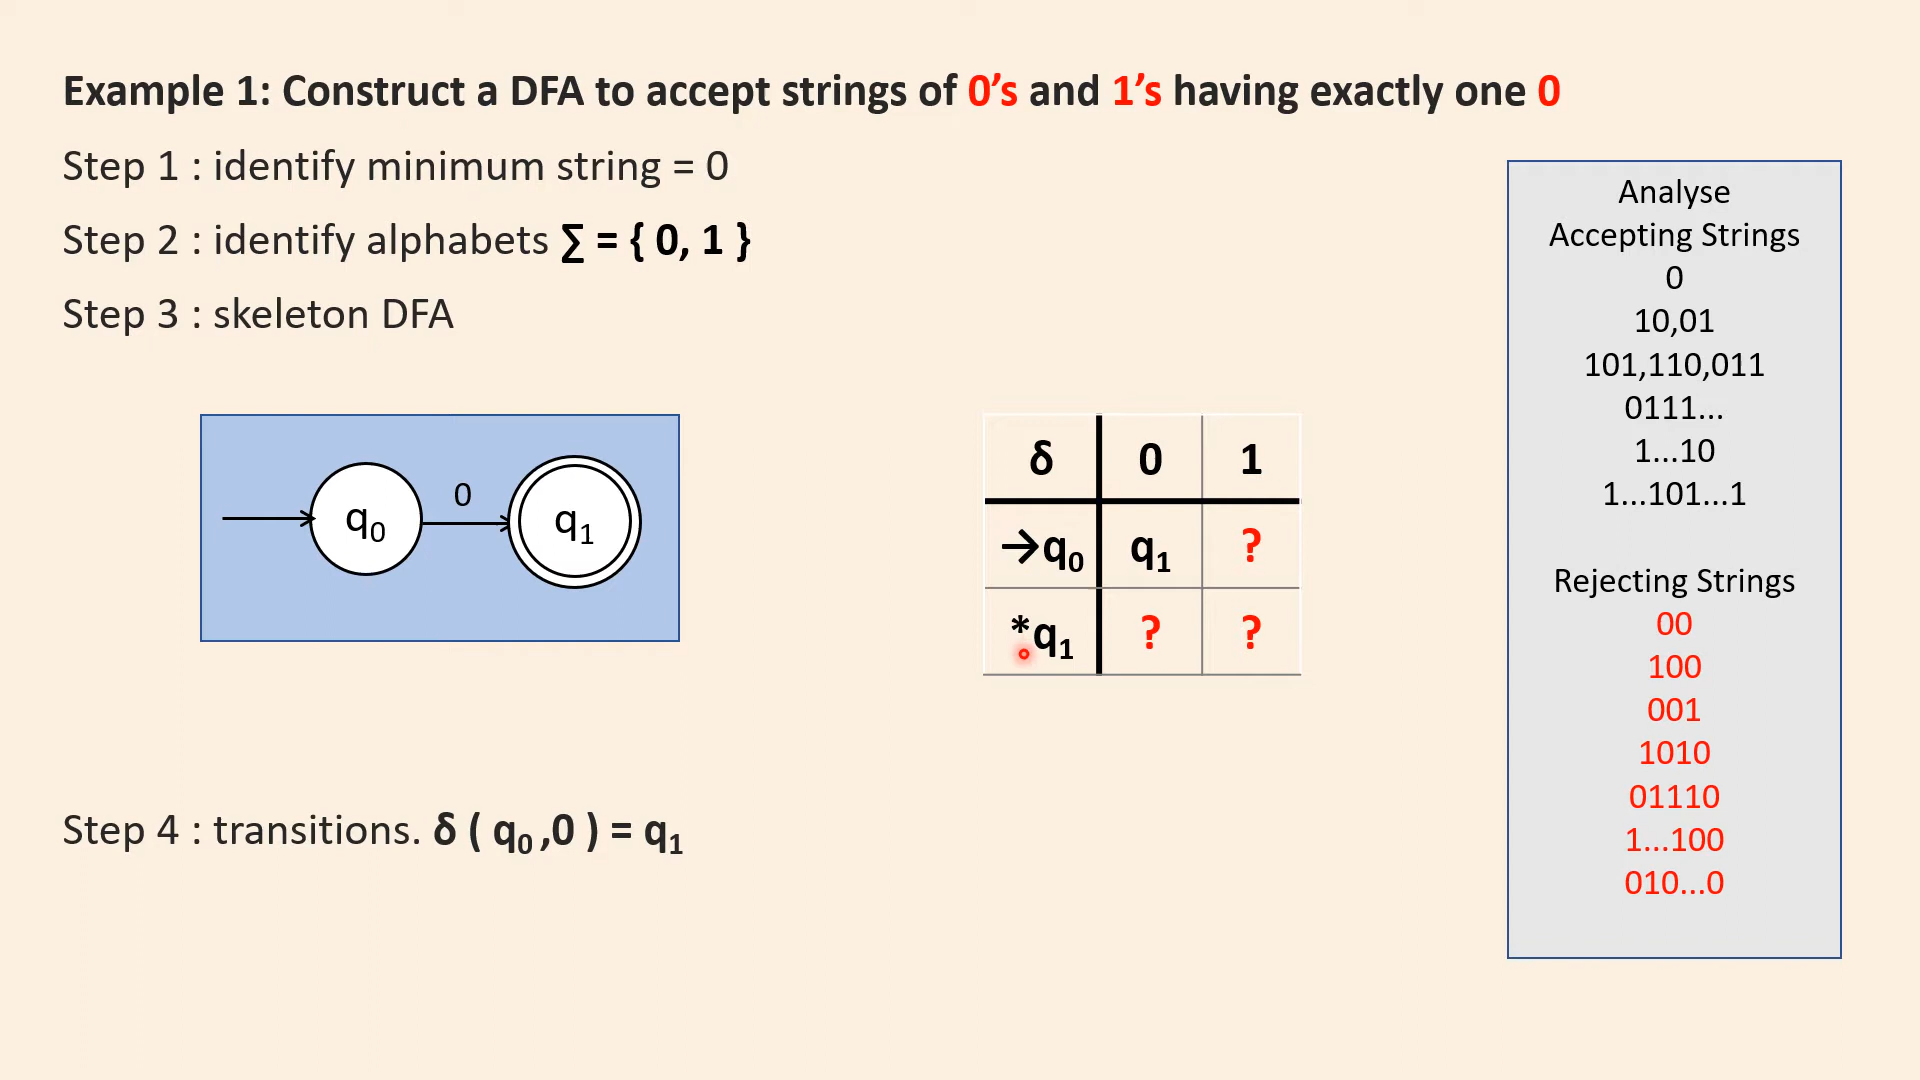 Example 1: Construct a DFA to accept strings of 0’s and 1’s having exactly one 0
Step 1 : identify minimum string = 0
Step 2 : identify alphabets ∑ = { 0, 1 }
Step 3 : skeleton DFA
0
q₀ q₁
δ 0 1
→q₀ q₁ ?
*q₁ ? ?
Step 4 : transitions. δ ( q₀ ,0 ) = q₁
Analyse
Accepting Strings
0
10,01
101,110,011
0111...
1...10
1...101...1
Rejecting Strings
00
100
001
1010
01110
1...100
010...0